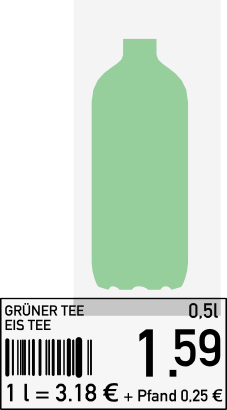 GRÜNER TEE 0,5l
EIS TEE
1.59
1 l = 3.18 € + Pfand 0,25 €